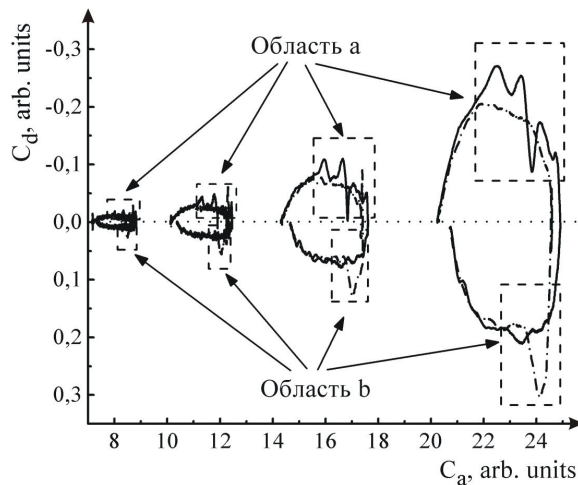 C_d, arb. units
-0,3
-0,2
-0,1
0,0
0,1
0,2
0,3
Область a
Область b
8 10 12 14 16 18 20 22 24
C_a, arb. units